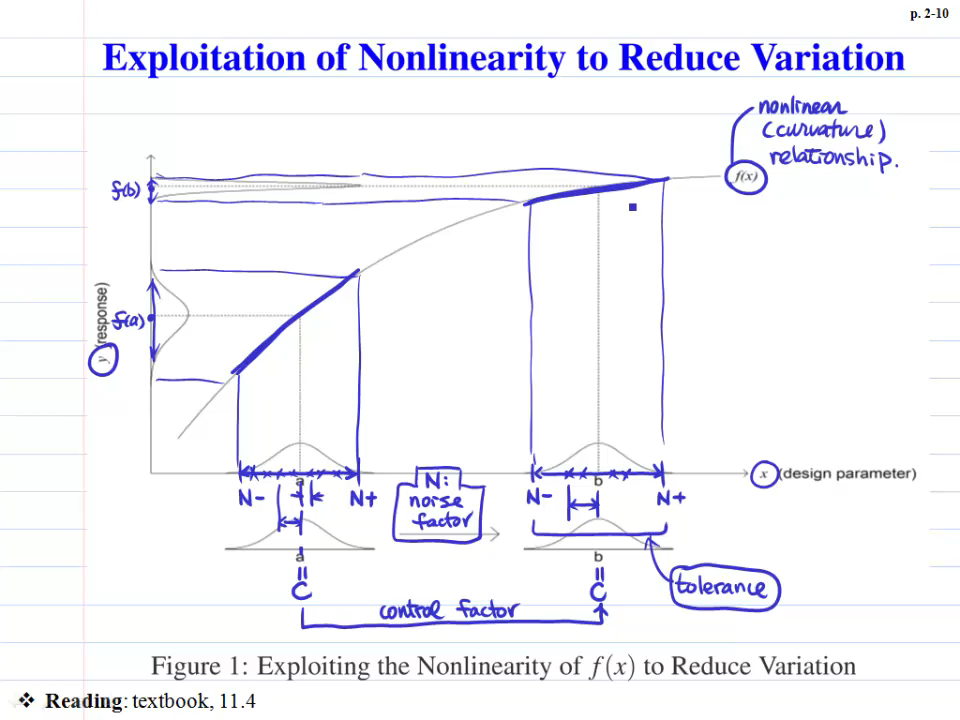 p. 2-10
Exploitation of Nonlinearity to Reduce Variation
nonlinear
(curvature)
relationship.
f(x)
f(b)
f(a)
y (response)
a
b
x (design parameter)
N-
N+
N:
noise
factor
N-
N+
a
b
=
C
=
C
tolerance
control factor
Figure 1: Exploiting the Nonlinearity of f(x) to Reduce Variation
❖ Reading: textbook, 11.4